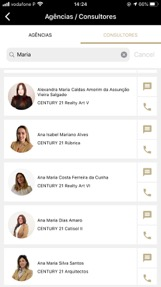 vodafone P
14:24
Agências / Consultores
AGÊNCIAS
CONSULTORES
Maria
Cancel
Alexandra Maria Caldas Amorim da Assunção
Vieira Salgado
CENTURY 21 Realty Art V
Ana Isabel Mariano Alves
CENTURY 21 Rúbrica
Ana Maria Costa Ferreira da Cunha
CENTURY 21 Realty Art VI
Ana Maria Dias Amaro
CENTURY 21 Colisol II
Ana Maria Silva Santos
CENTURY 21 Arquitectos